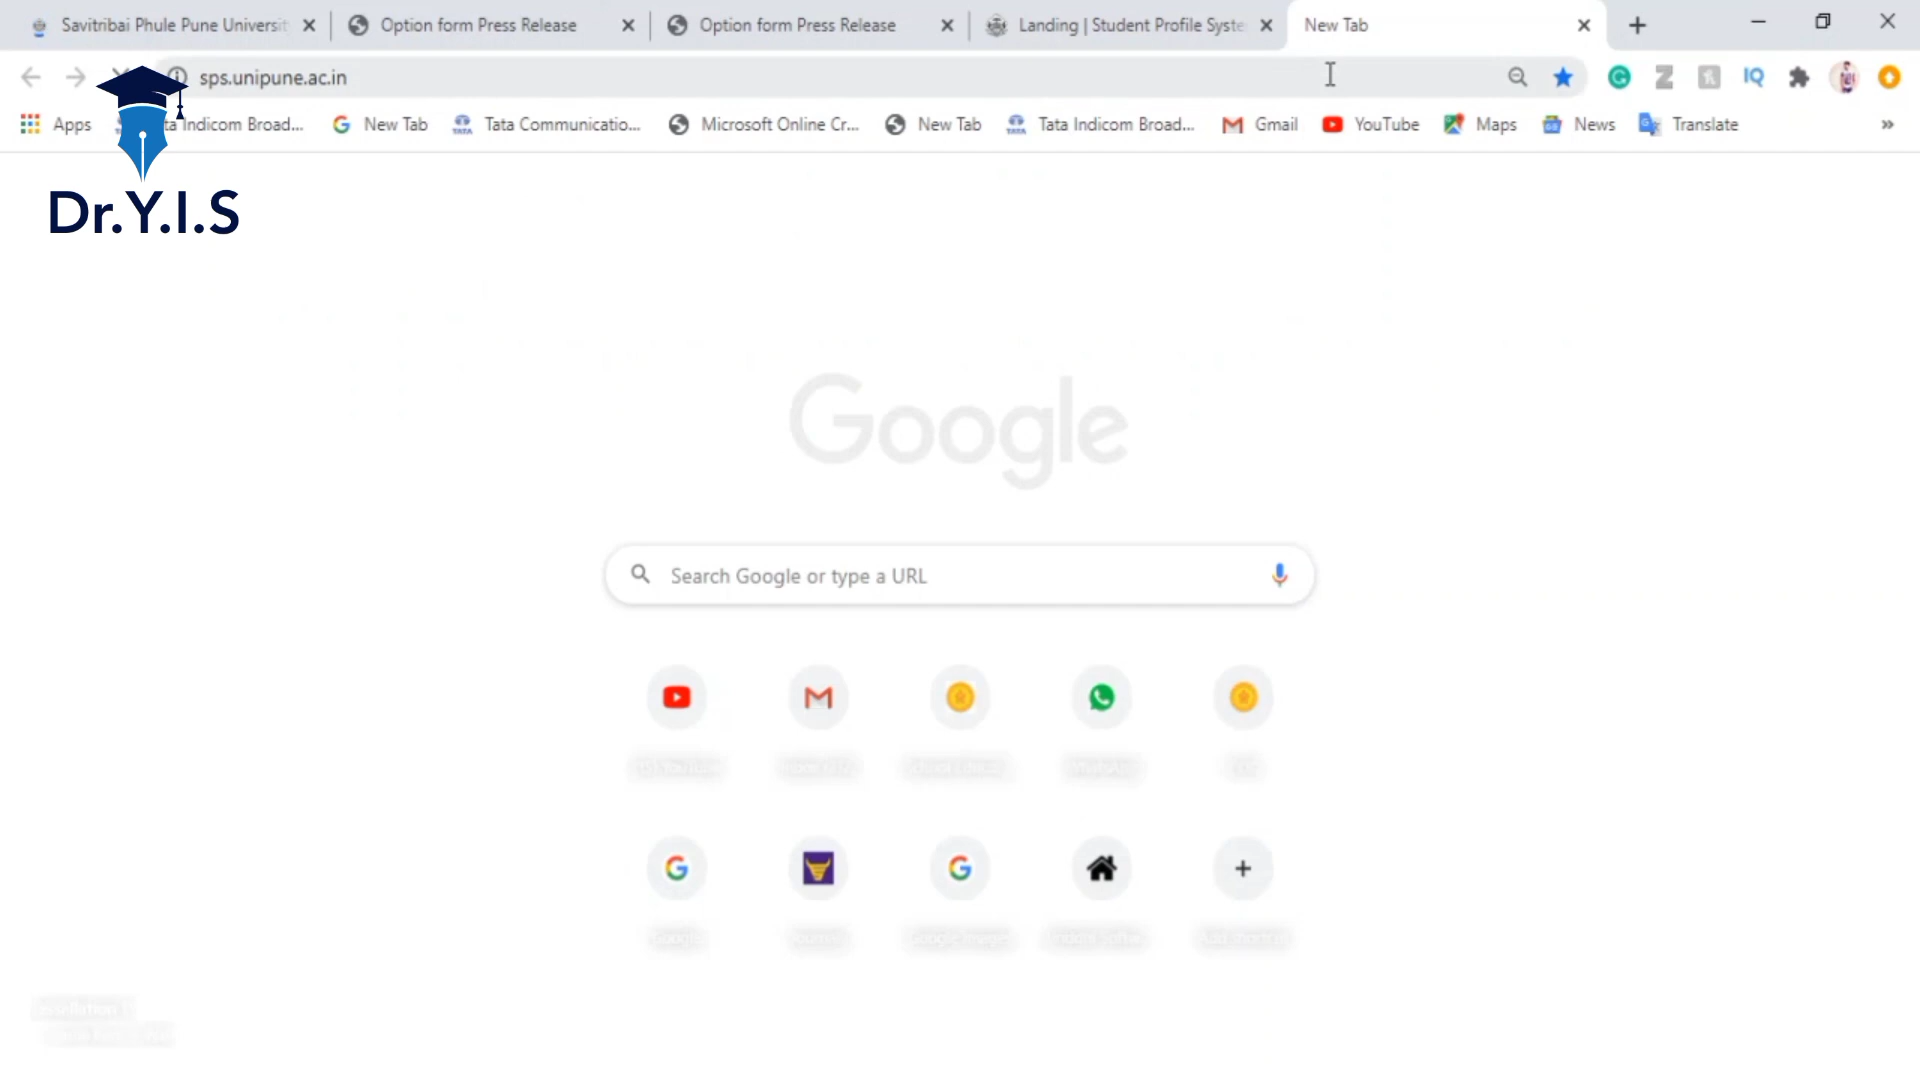 Savitribai Phule Pune Universit
Option form Press Release
Option form Press Release
Landing | Student Profile Syste
New Tab
sps.unipune.ac.in
IQ
Apps
ta Indicom Broad...
New Tab
Tata Communicatio...
Microsoft Online Cr...
New Tab
Tata Indicom Broad...
Gmail
YouTube
Maps
News
Translate
»
Dr.Y.I.S
Google
Search Google or type a URL